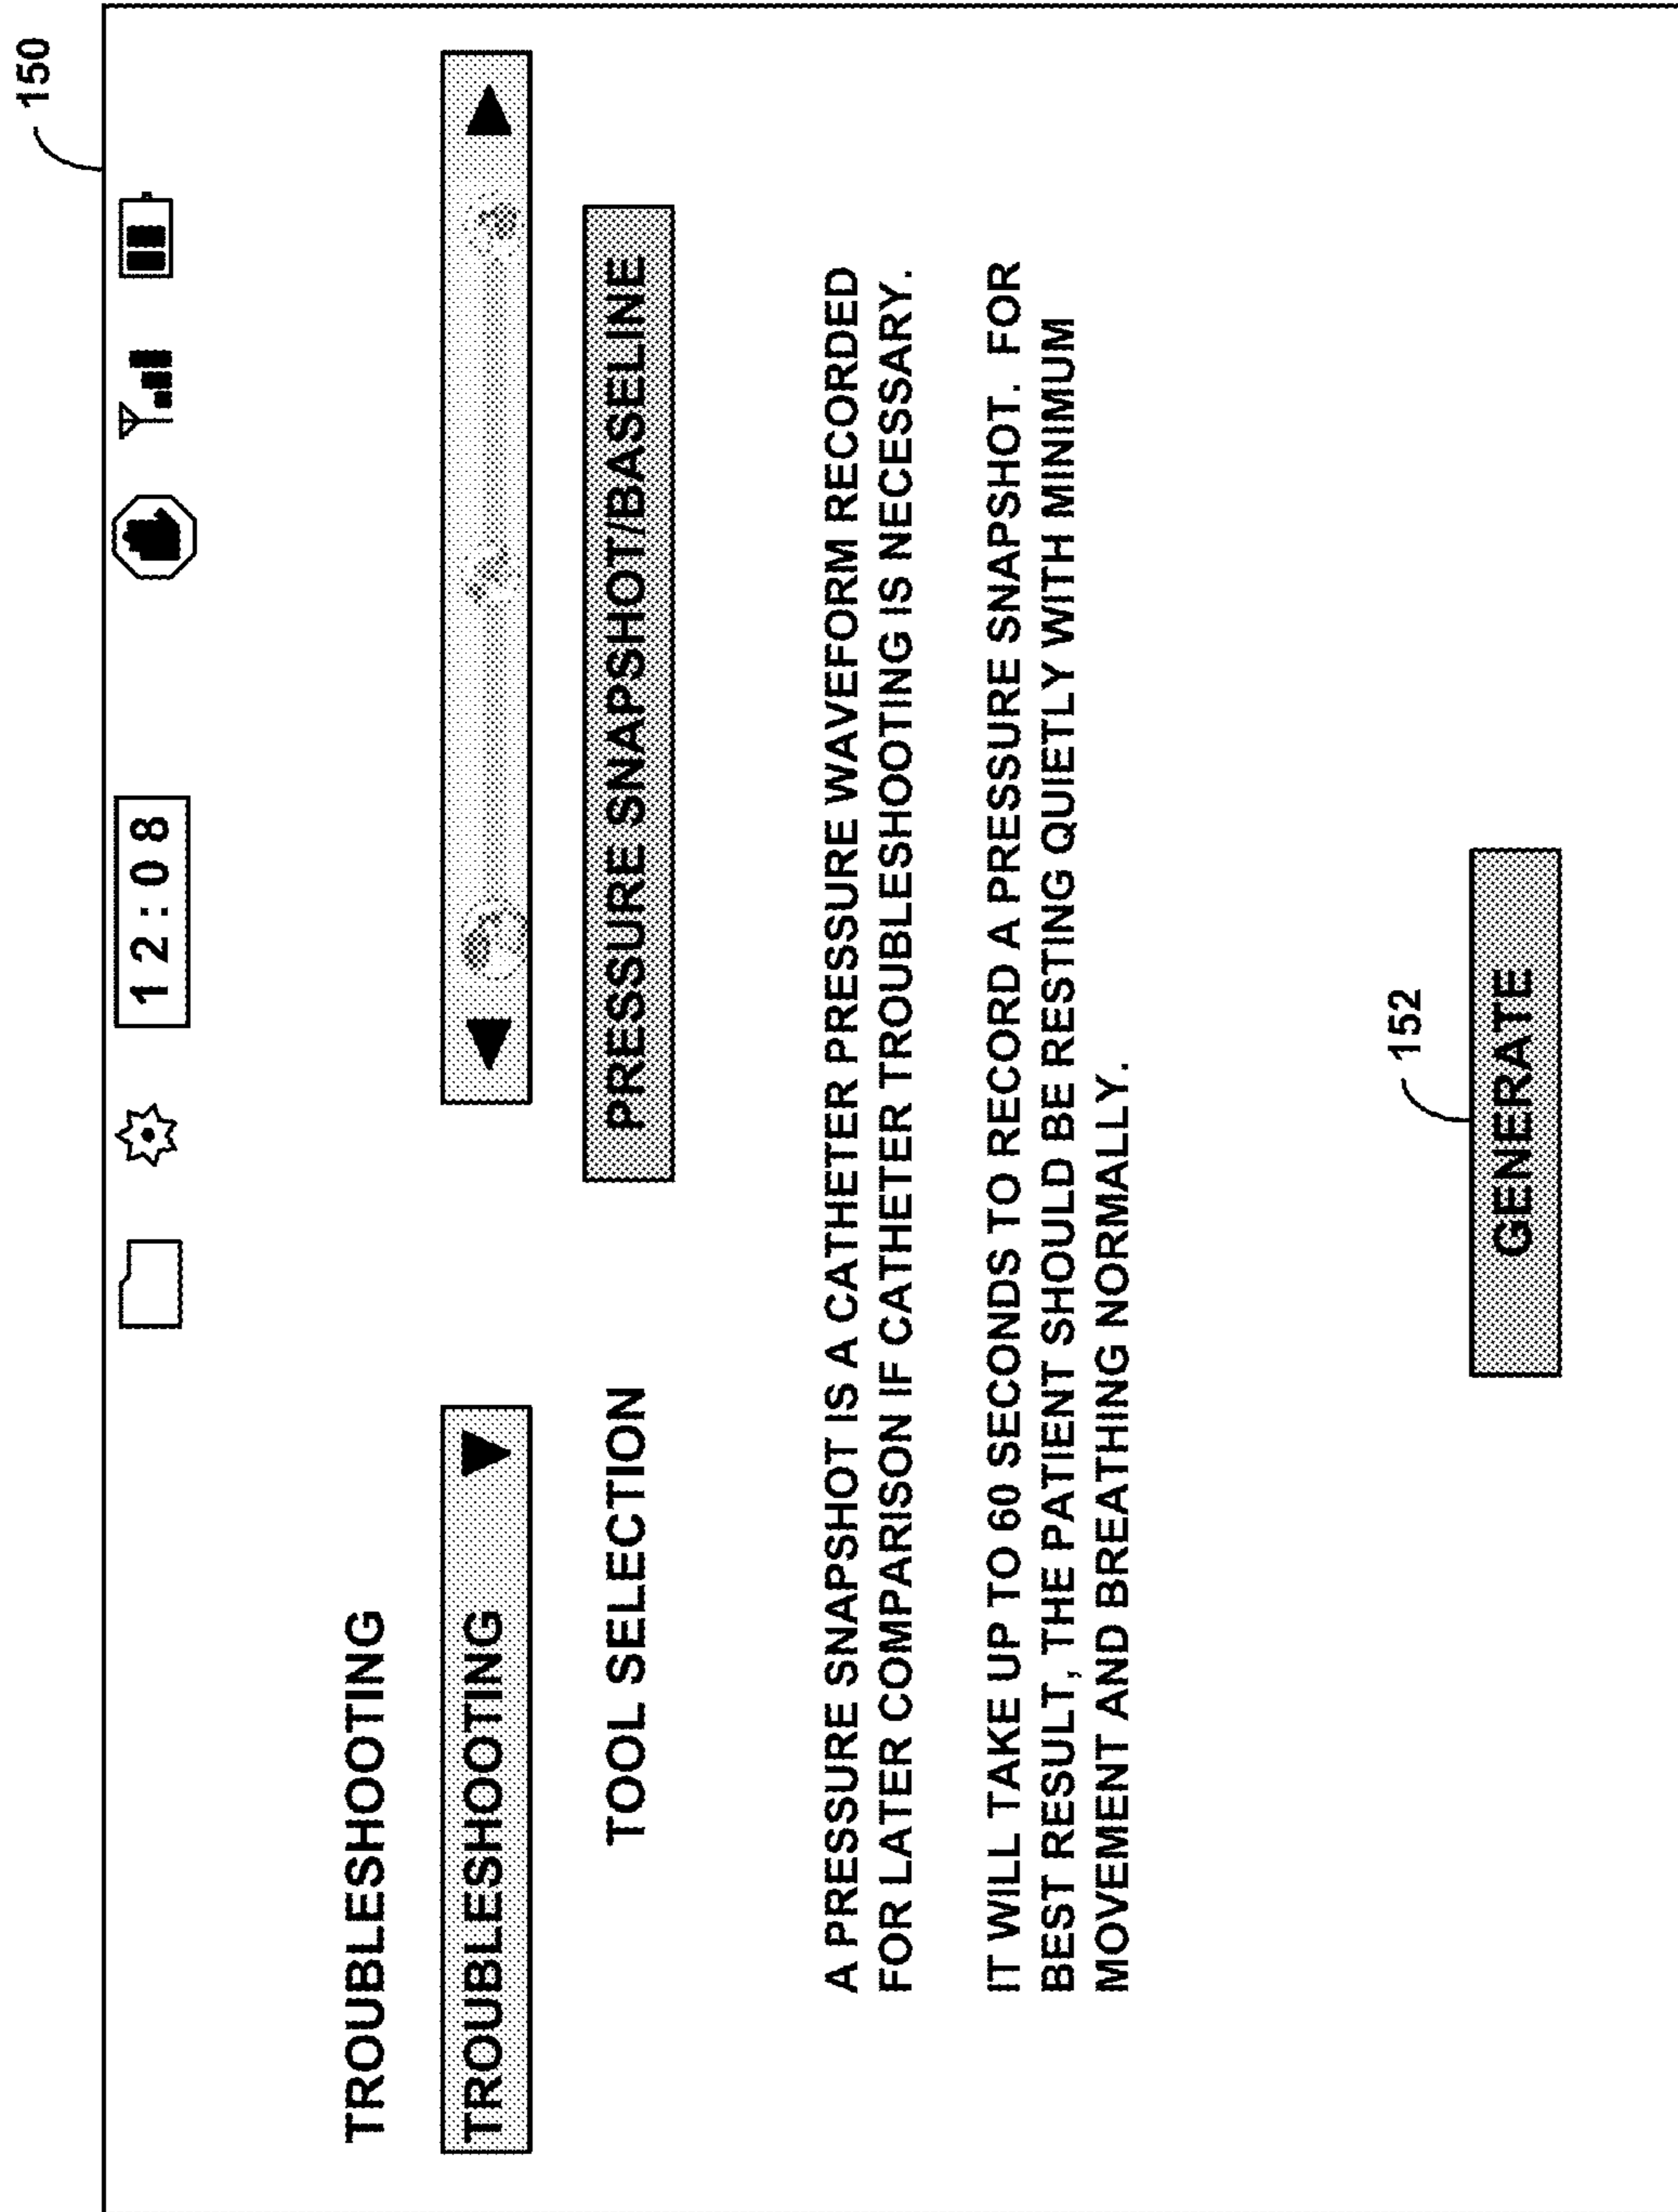 150
12:08
TROUBLESHOOTING
TROUBLESHOOTING
TOOL SELECTION
PRESSURE SNAPSHOT/BASELINE
A PRESSURE SNAPSHOT IS A CATHETER PRESSURE WAVEFORM RECORDED
FOR LATER COMPARISON IF CATHETER TROUBLESHOOTING IS NECESSARY.
IT WILL TAKE UP TO 60 SECONDS TO RECORD A PRESSURE SNAPSHOT. FOR
BEST RESULT, THE PATIENT SHOULD BE RESTING QUIETLY WITH MINIMUM
MOVEMENT AND BREATHING NORMALLY.
152
GENERATE